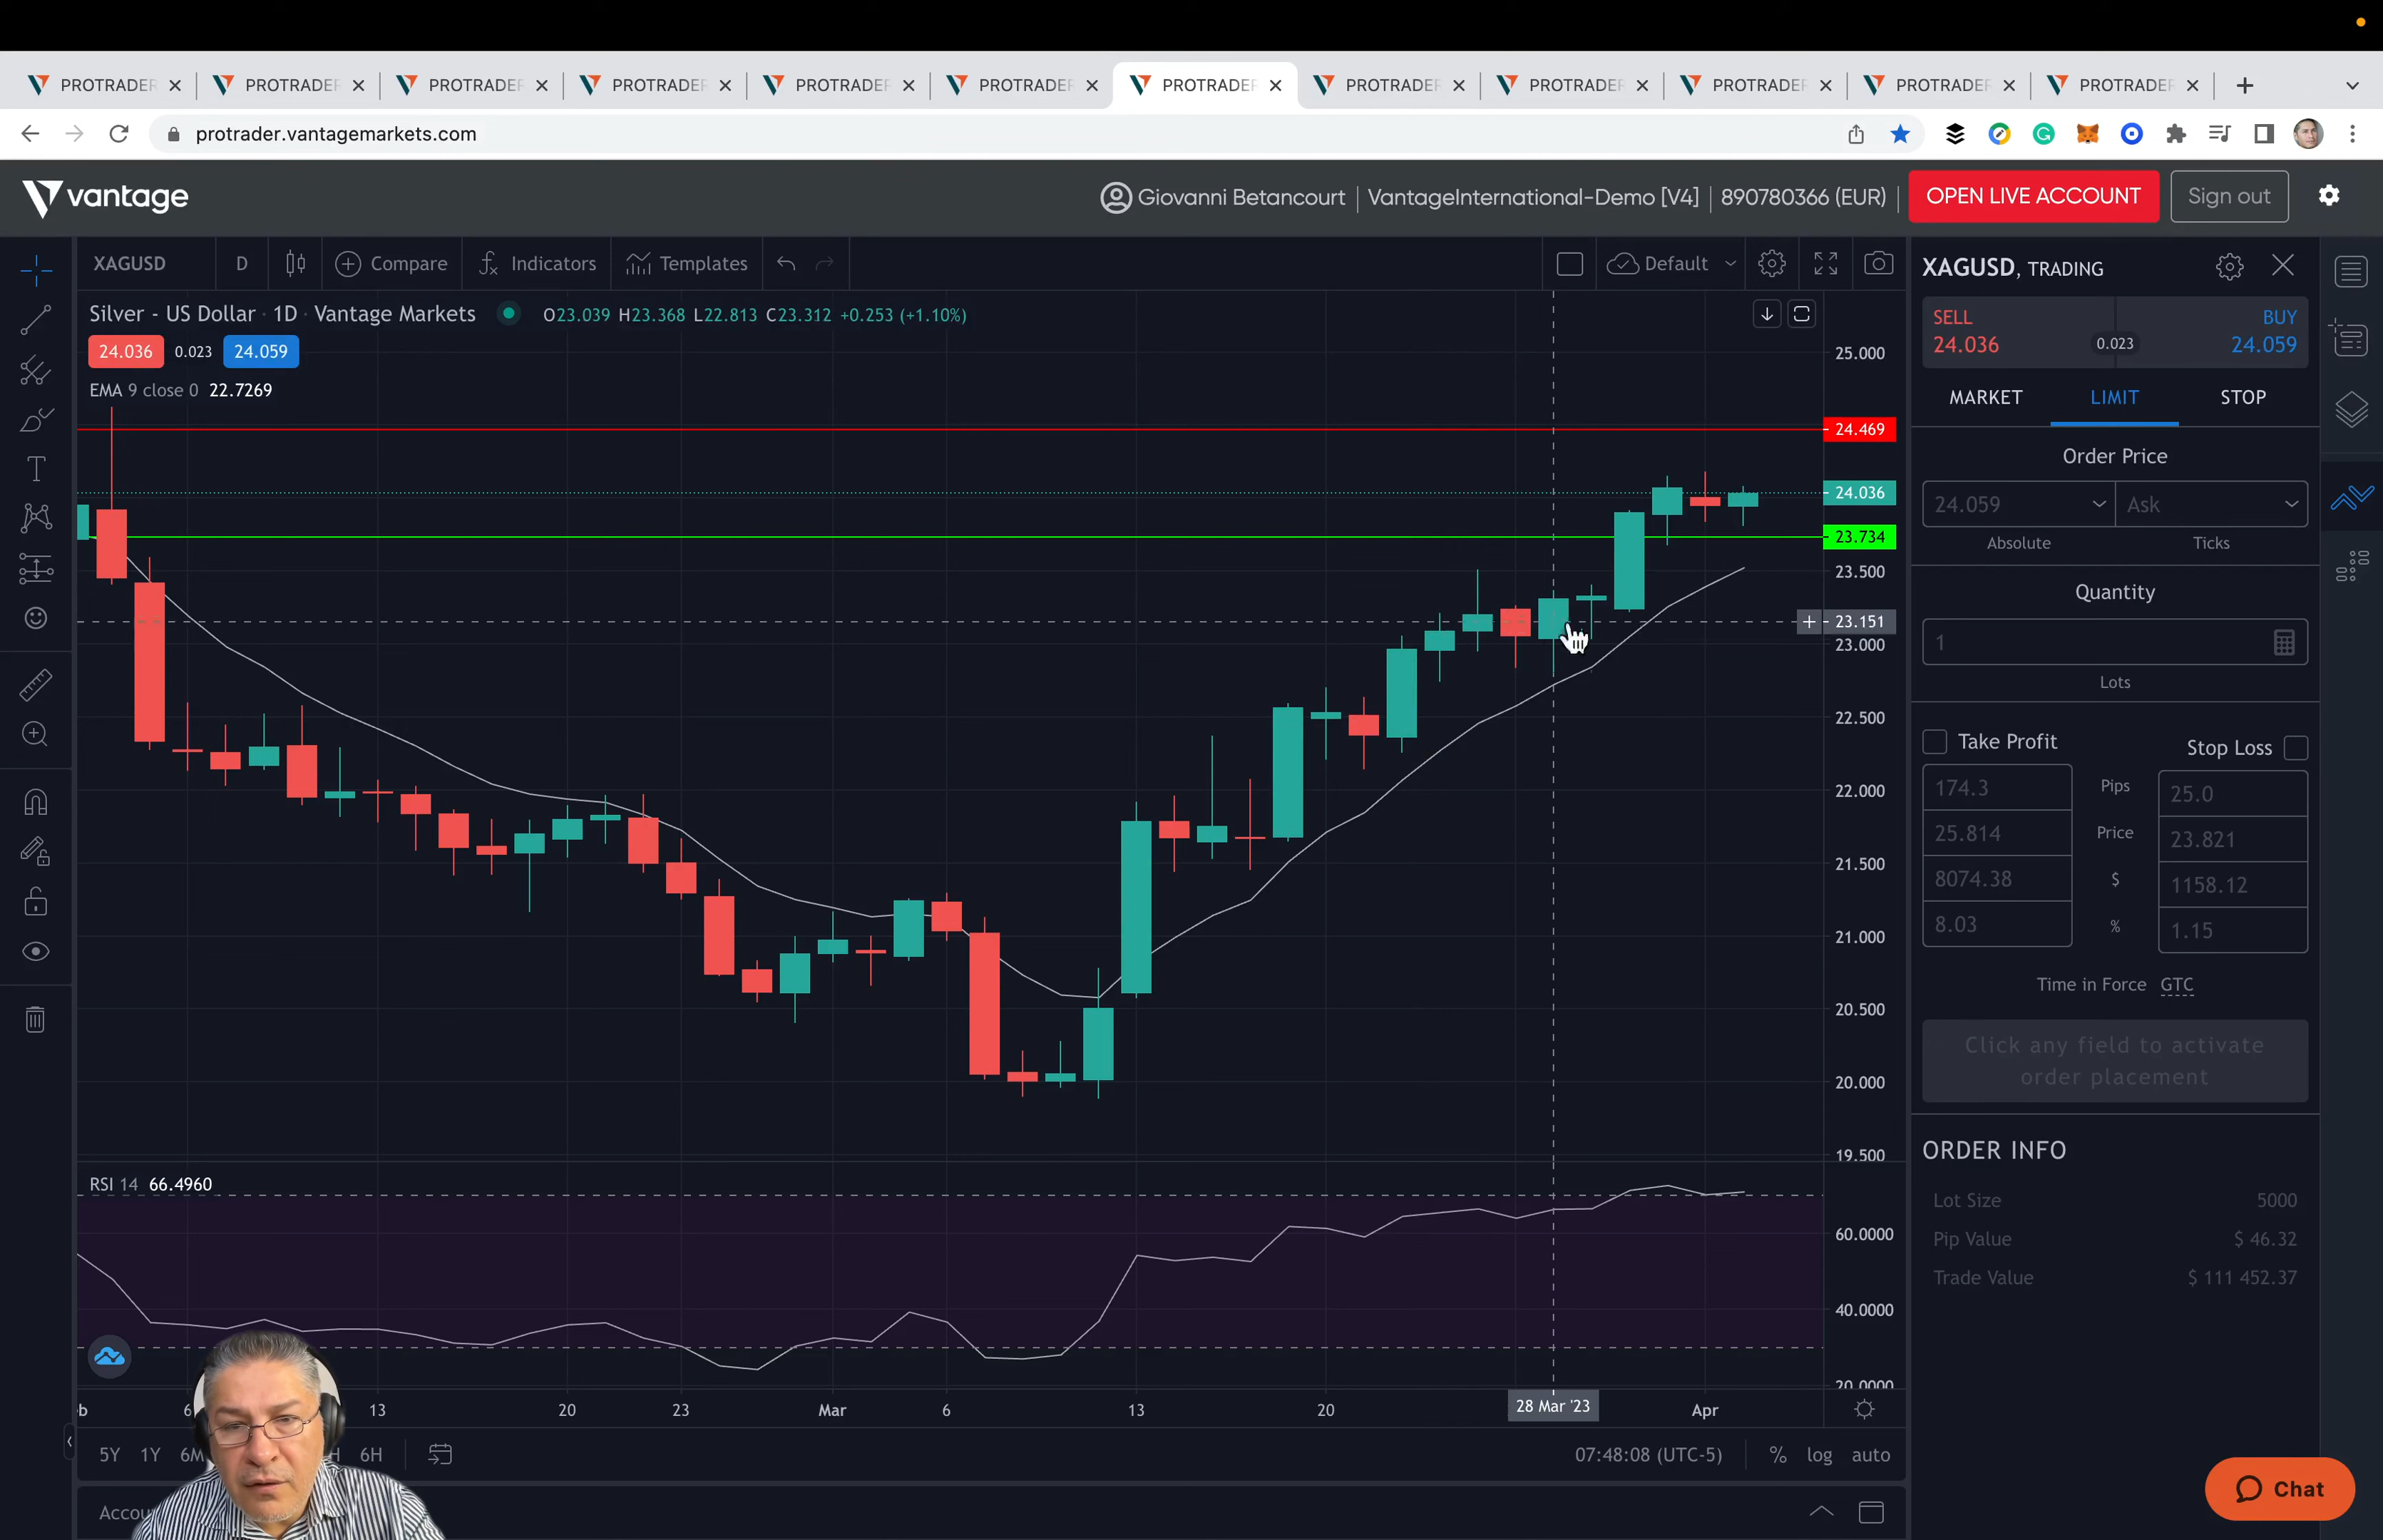 PROTRADER PROTRADER PROTRADER PROTRADER PROTRADER PROTRADER PROTRADER PROTRADER PROTRADER PROTRADER PROTRADER PROTRADER
protrader.vantagemarkets.com
vantage
Giovanni Betancourt | VantageInternational-Demo [V4] | 890780366 (EUR) | OPEN LIVE ACCOUNT Sign out
XAGUSD D Compare Indicators Templates Default
Silver - US Dollar · 1D · Vantage Markets O23.039 H23.368 L22.813 C23.312 +0.253 (+1.10%)
24.036 0.023 24.059
EMA 9 close 0 22.7269
25.000
24.469
24.036
23.734
23.500
23.151
23.000
22.500
22.000
21.500
21.000
20.500
20.000
19.500
RSI 14 66.4960
60.0000
40.0000
20.0000
b 6 13 20 23 Mar 6 13 20 28 Mar '23 Apr
5Y 1Y 6M H 6H 07:48:08 (UTC-5) % log auto
Accou
XAGUSD, TRADING
SELL BUY
24.036 0.023 24.059
MARKET LIMIT STOP
Order Price
24.059 Ask
Absolute Ticks
Quantity
1
Lots
Take Profit Stop Loss
174.3 Pips 25.0
25.814 Price 23.821
8074.38 $ 1158.12
8.03 % 1.15
Time in Force GTC
Click any field to activate
order placement
ORDER INFO
Lot Size 5000
Pip Value $ 46.32
Trade Value $ 111 452.37
Chat